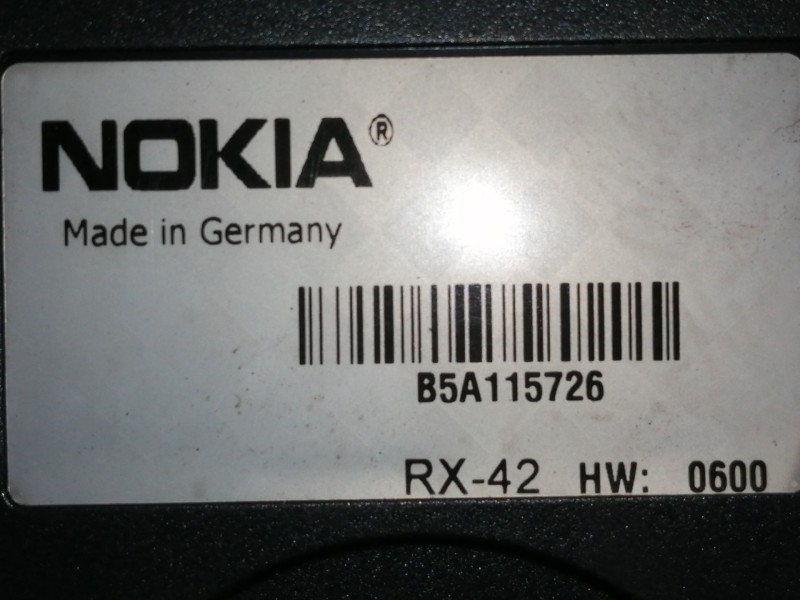 NOKIA®
Made in Germany
B5A115726
RX-42 HW: 0600